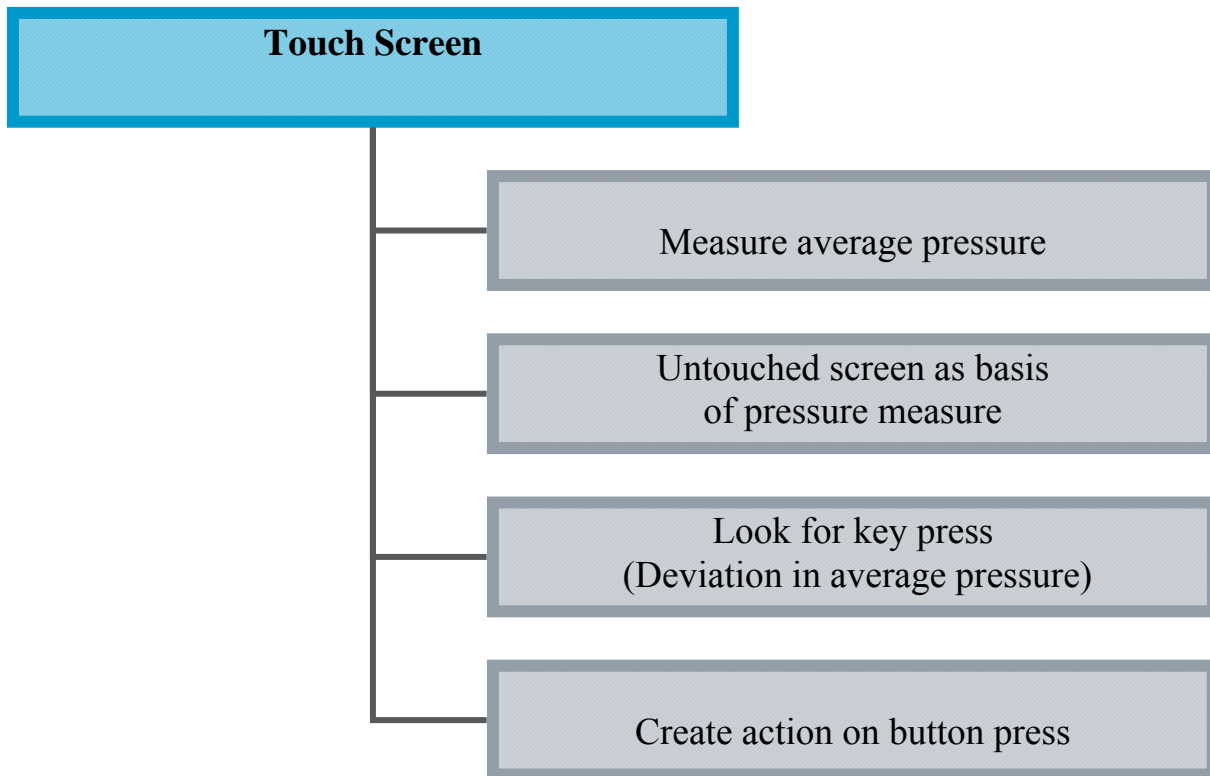 Touch Screen
Measure average pressure
Untouched screen as basis
of pressure measure
Look for key press
(Deviation in average pressure)
Create action on button press